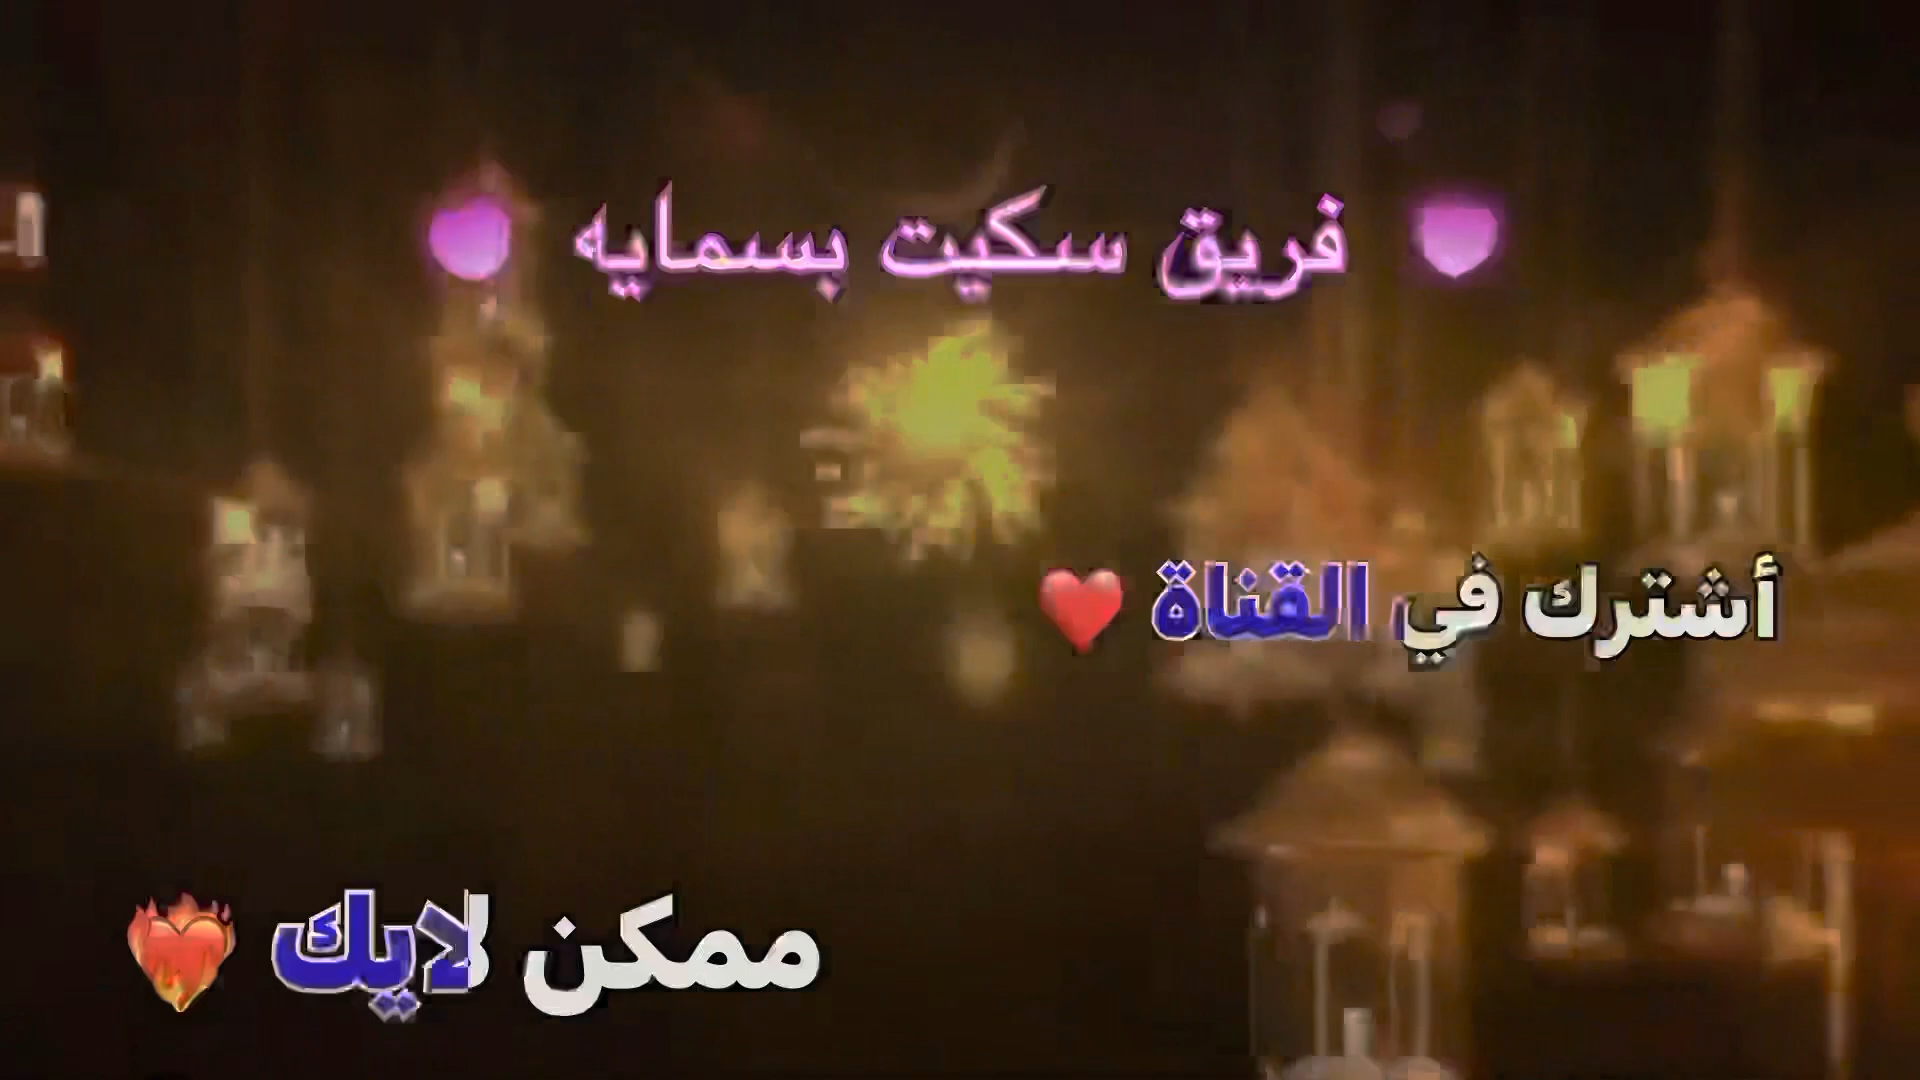 💜 فريق سكيت بسمايه 💜
أشترك في القناة ❤️
ممكن لايك ❤️‍🔥